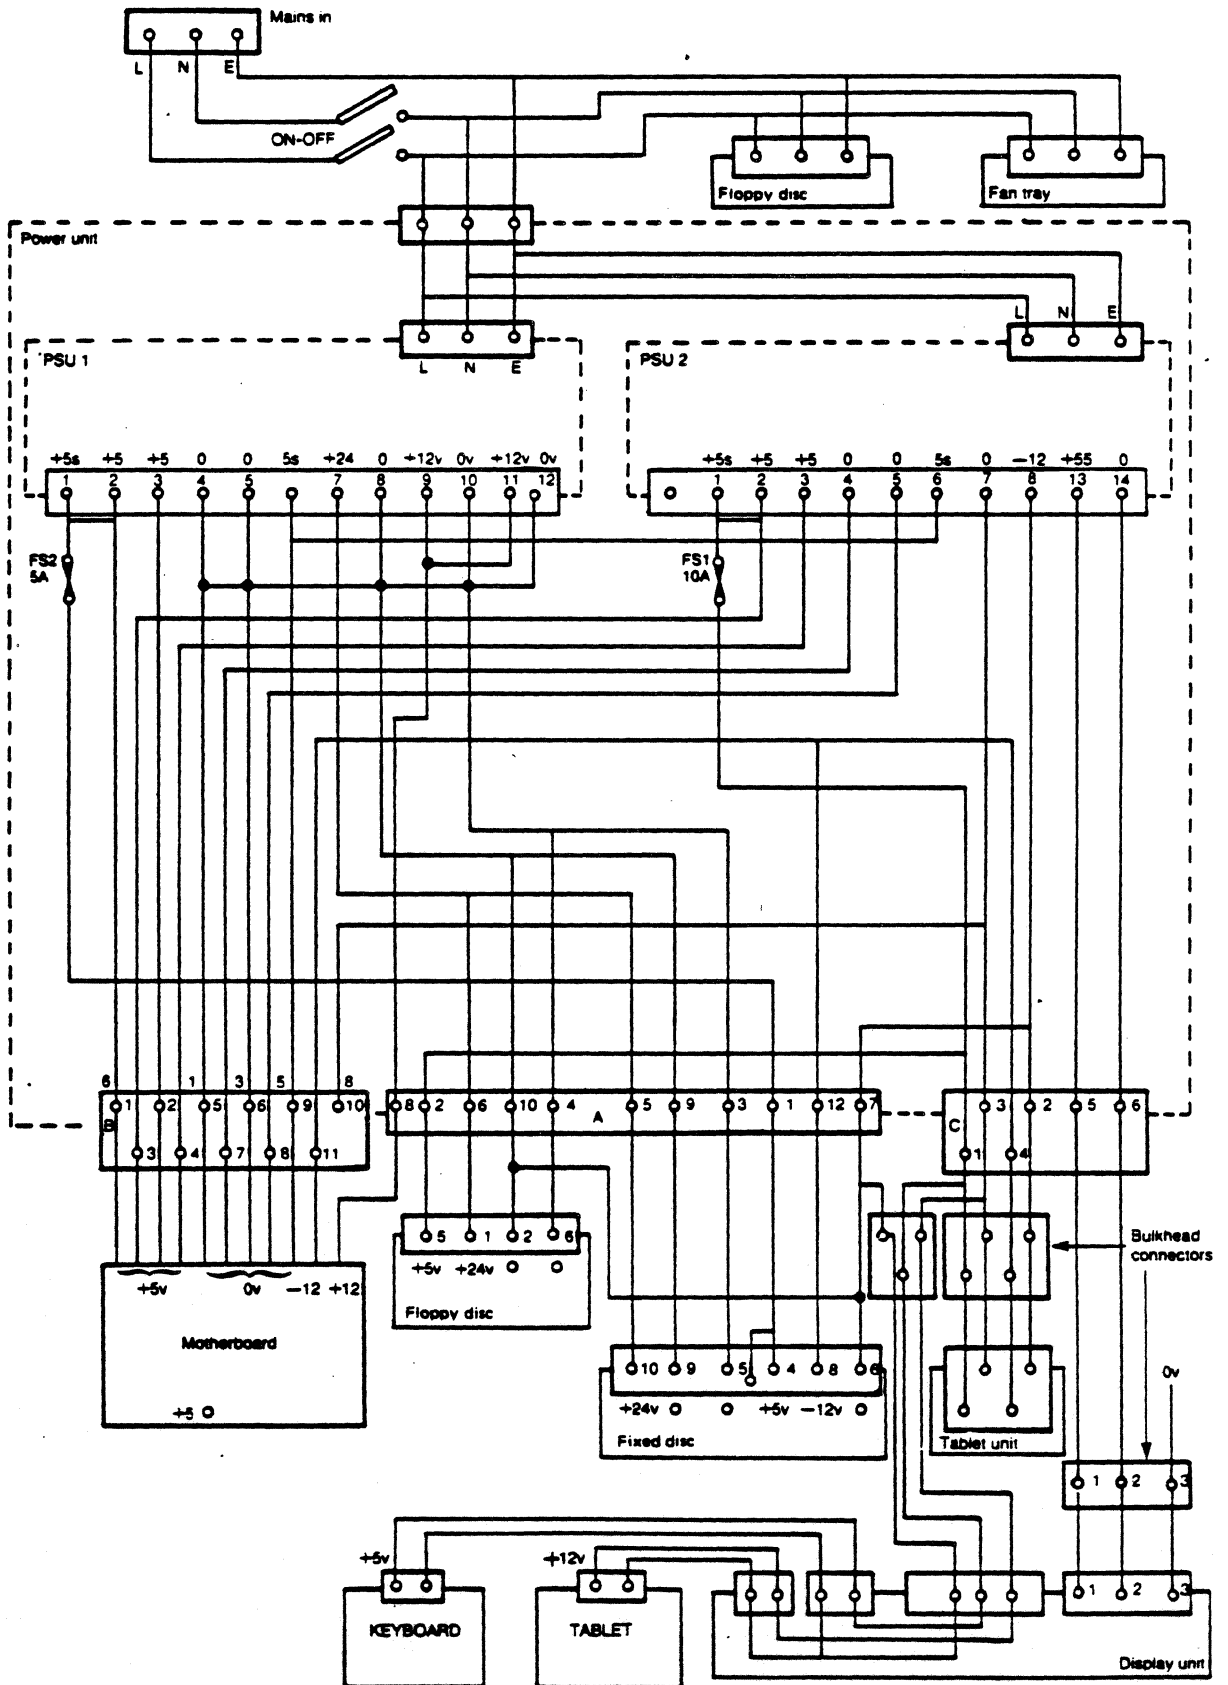 Mains in
L N E
ON-OFF
Floppy disc
Fan tray
Power unit
L N E
PSU 1
L N E
PSU 2
+5s +5 +5 0 0 5s +24 0 +12v 0v +12v 0v
1 2 3 4 5 7 8 9 10 11 12
+5s +5 +5 0 0 5s 0 -12 +55 0
1 2 3 4 5 6 7 8 13 14
FS2
5A
FS1
10A
6 1 3 5 8
B 1 2 5 6 9 10
3 4 7 8 11
8 2 6 10 4 A 5 9 3 1 12 7
C 3 2 5 6
1 4
5 1 2 6
+5v +24v
Floppy disc
Bulkhead
connectors
+5v 0v -12 +12
Motherboard
+5
10 9 5 4 8 6
+24v +5v -12v
Fixed disc
Tablet unit
0v
1 2 3
+5v
KEYBOARD
+12v
TABLET
1 2 3
Display unit